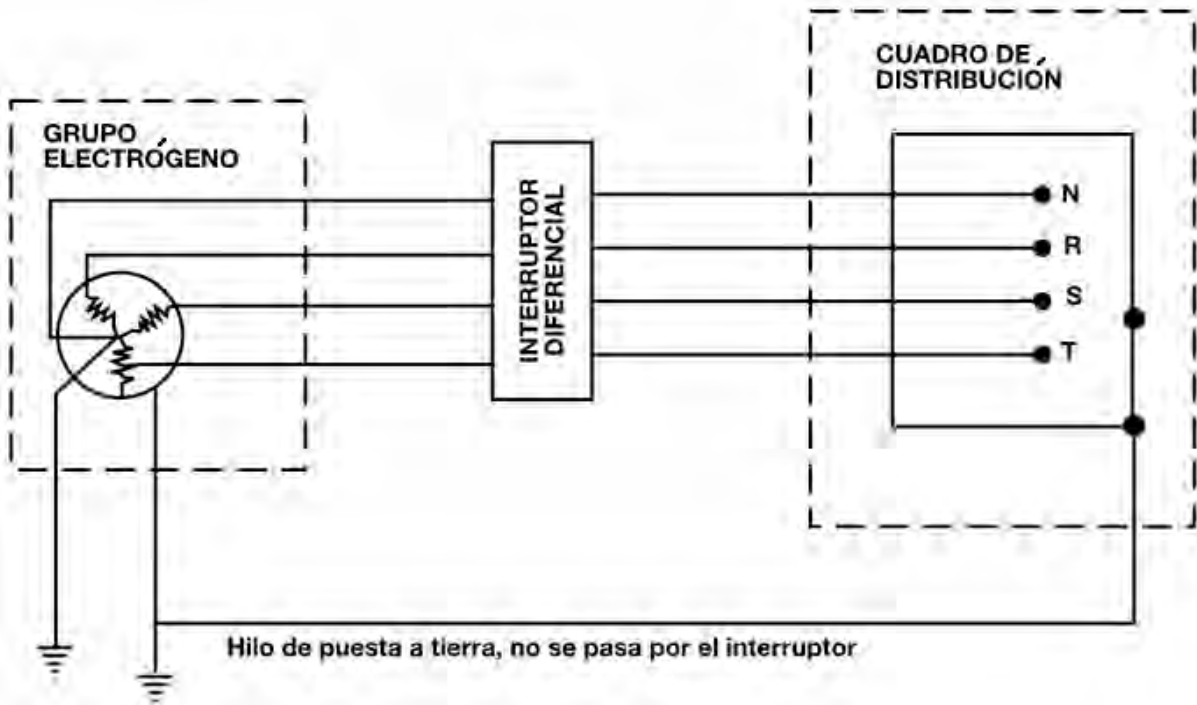 CUADRO DE
DISTRIBUCIÓN
GRUPO
ELECTRÓGENO
INTERRUPTOR
DIFERENCIAL
N
R
S
T
Hilo de puesta a tierra, no se pasa por el interruptor